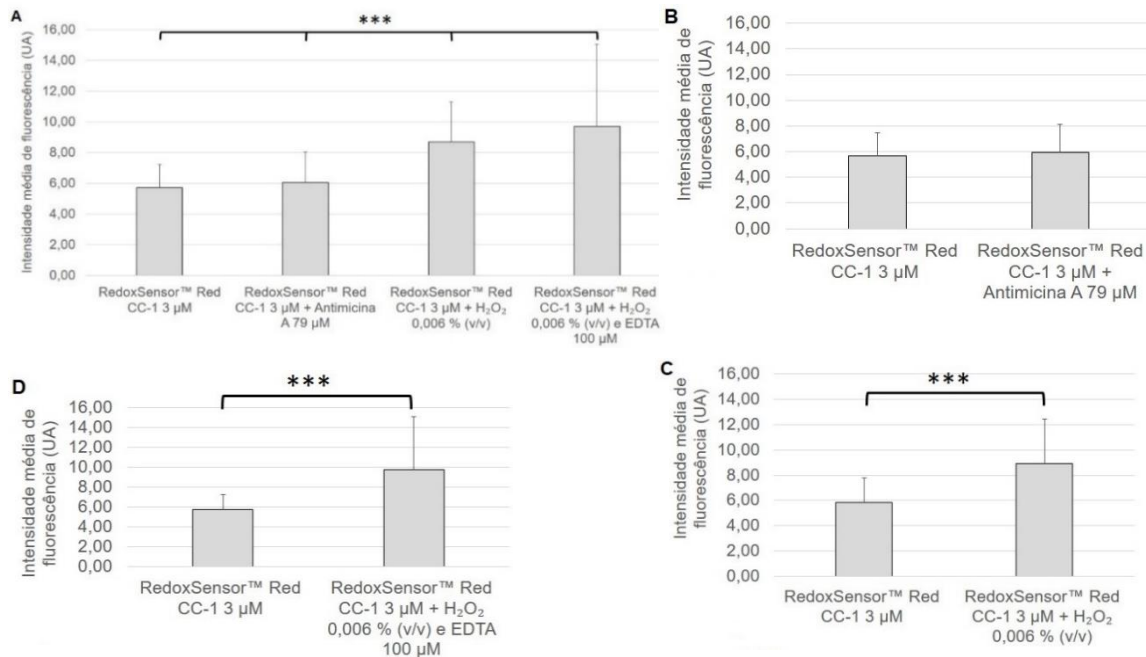 A
***
Intensidade média de fluorescência (UA)
16,00
14,00
12,00
10,00
8,00
6,00
4,00
2,00
0,00
RedoxSensor™ Red
CC-1 3 µM
RedoxSensor™ Red
CC-1 3 µM + Antimicina
A 79 µM
RedoxSensor™ Red
CC-1 3 µM + H₂O₂
0,006 % (v/v)
RedoxSensor™ Red
CC-1 3 µM + H₂O₂
0,006 % (v/v) e EDTA
100 µM
B
Intensidade média de
fluorescência (UA)
16,00
14,00
12,00
10,00
8,00
6,00
4,00
2,00
0,00
RedoxSensor™ Red
CC-1 3 µM
RedoxSensor™ Red
CC-1 3 µM +
Antimicina A 79 µM
D
***
Intensidade média de
fluorescência (UA)
16,00
14,00
12,00
10,00
8,00
6,00
4,00
2,00
0,00
RedoxSensor™ Red
CC-1 3 µM
RedoxSensor™ Red
CC-1 3 µM + H₂O₂
0,006 % (v/v) e EDTA
100 µM
C
***
Intensidade média de
fluorescência (UA)
16,00
14,00
12,00
10,00
8,00
6,00
4,00
2,00
0,00
RedoxSensor™ Red
CC-1 3 µM
RedoxSensor™ Red
CC-1 3 µM + H₂O₂
0,006 % (v/v)